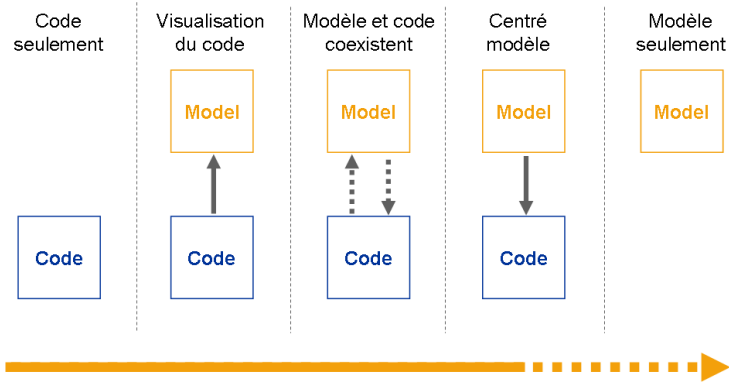 Code
seulement
Visualisation
du code
Modèle et code
coexistent
Centré
modèle
Modèle
seulement
Model
Model
Model
Model
Code
Code
Code
Code